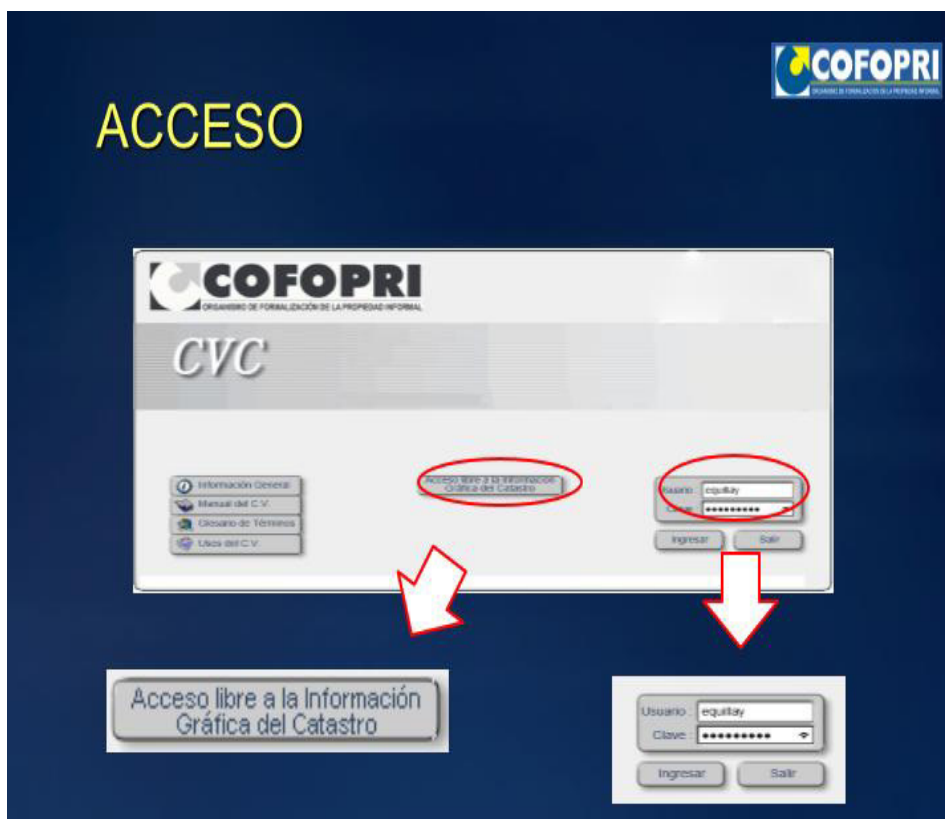 COFOPRI
ORGANISMO DE FORMALIZACIÓN DE LA PROPIEDAD INFORMAL
ACCESO
COFOPRI
ORGANISMO DE FORMALIZACIÓN DE LA PROPIEDAD INFORMAL
CVC
Información General
Manual del C.V.
Glosario de Términos
Usos del C.V.
Acceso libre a la Información
Gráfica del Catastro
Usuario : equillay
Clave : •••••••••
Ingresar Salir
Acceso libre a la Información
Gráfica del Catastro
Usuario : equillay
Clave : •••••••••
Ingresar Salir